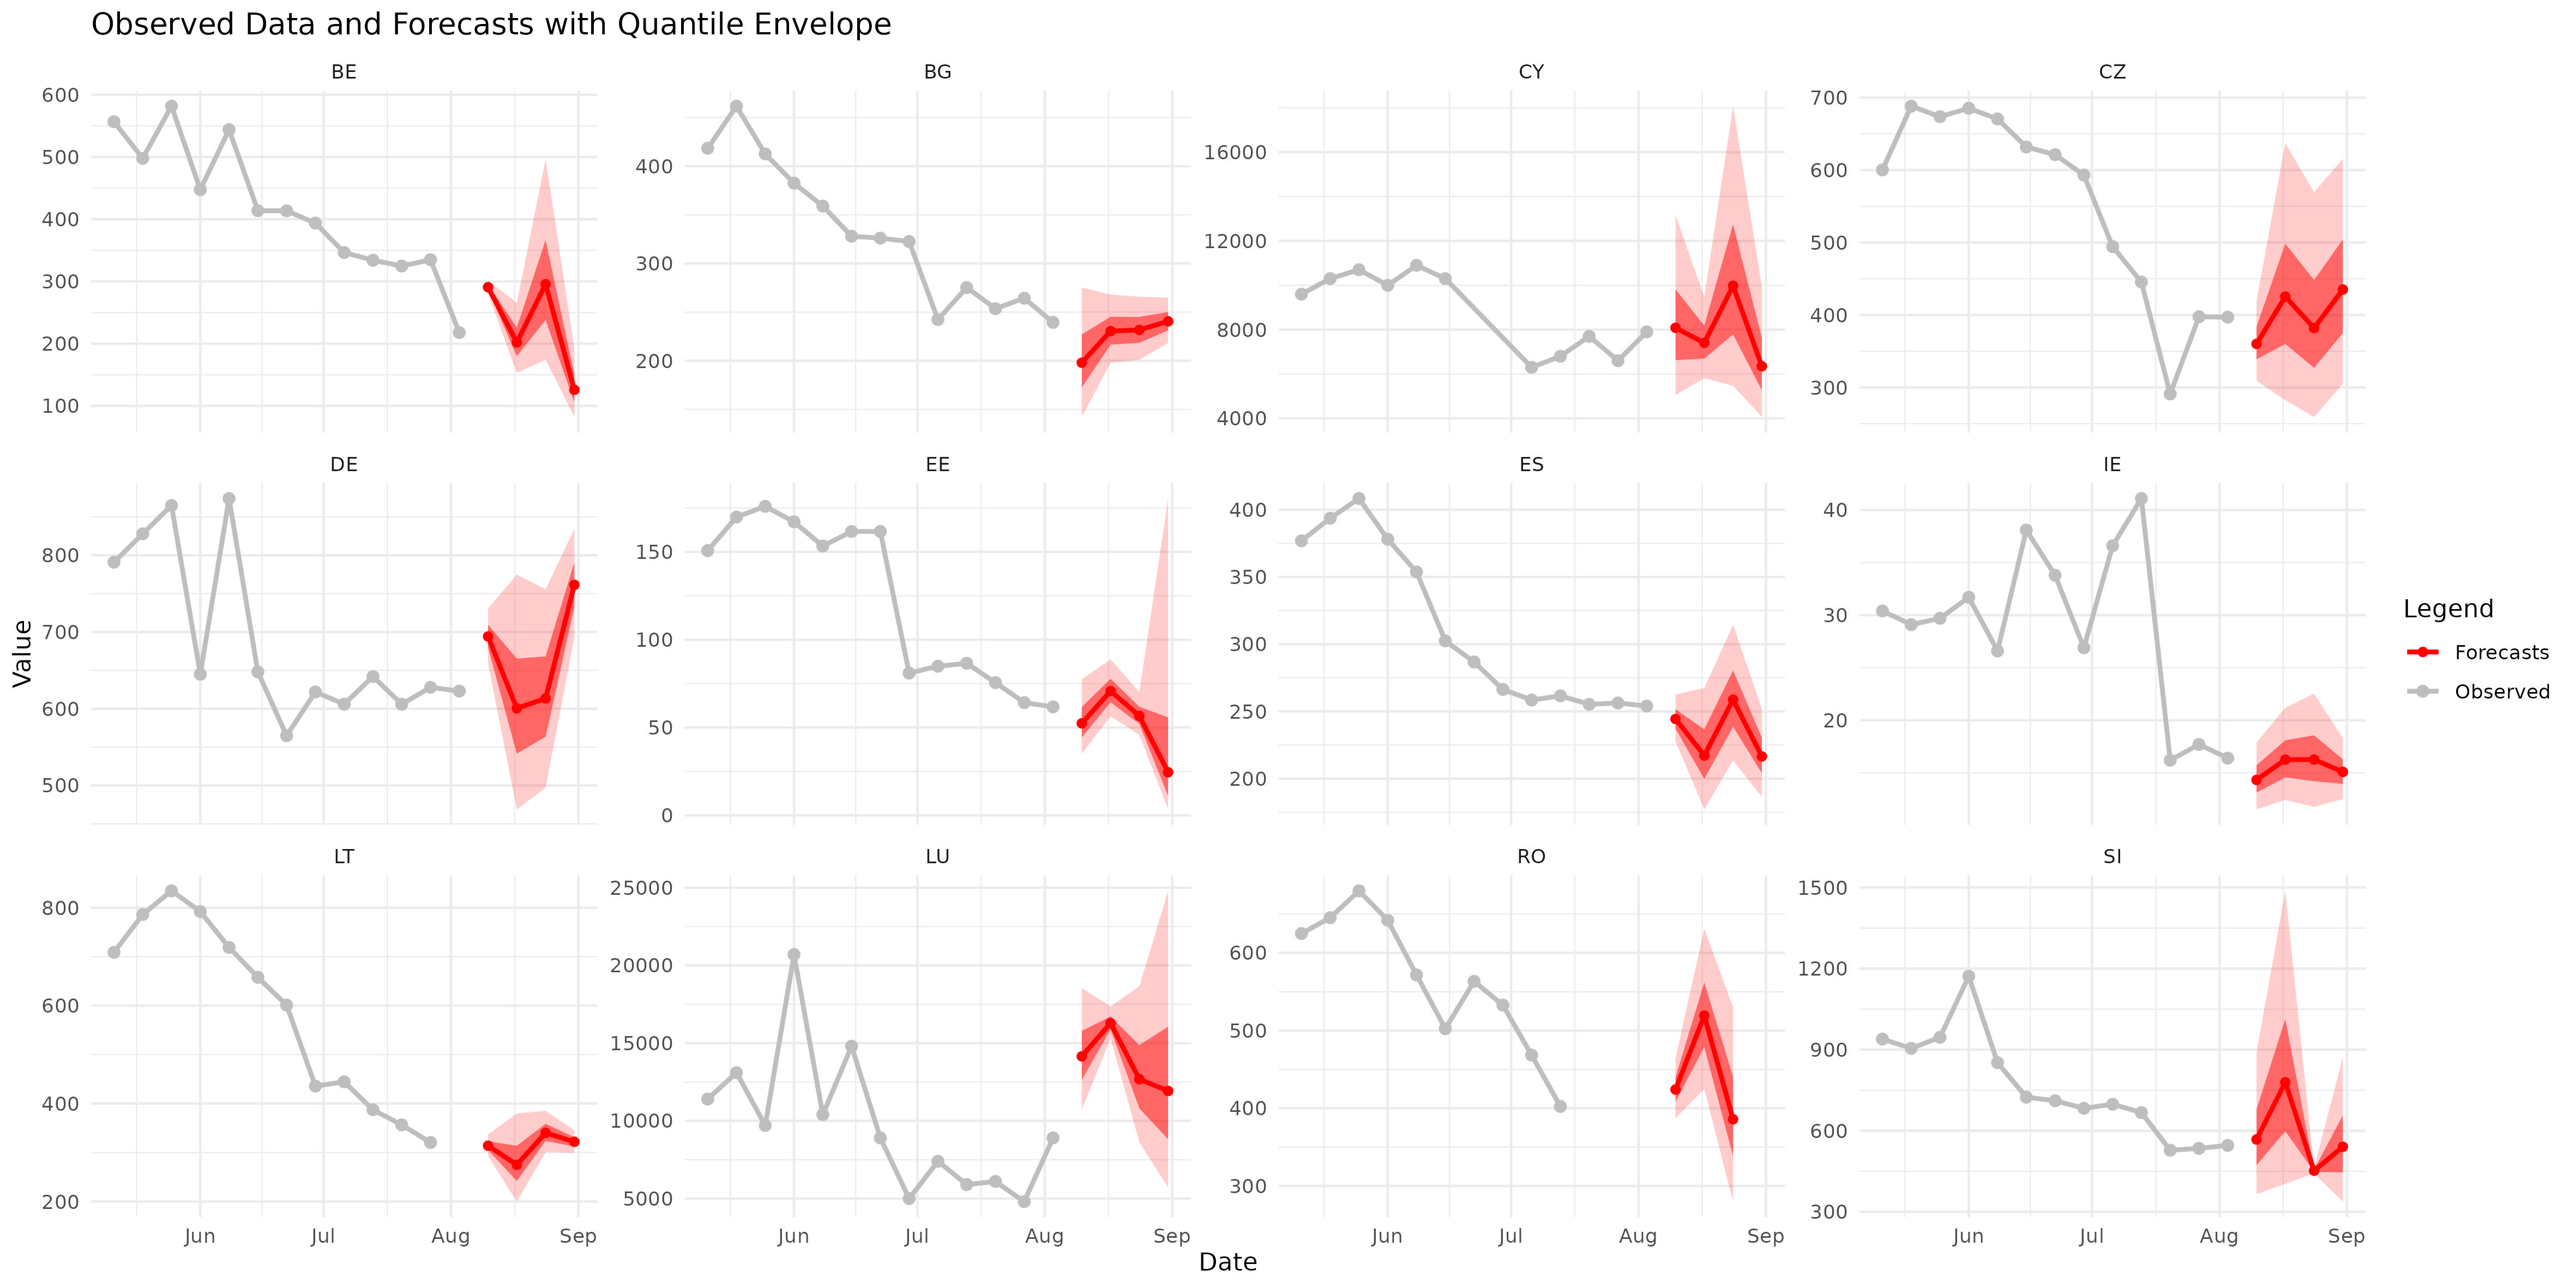 Observed Data and Forecasts with Quantile Envelope
BE
BG
CY
CZ
600
500
400
300
200
100
400
300
200
16000
12000
8000
4000
700
600
500
400
300
DE
EE
ES
IE
800
700
600
500
150
100
50
0
400
350
300
250
200
40
30
20
Value
Legend
Forecasts
Observed
LT
LU
RO
SI
800
600
400
200
25000
20000
15000
10000
5000
600
500
400
300
1500
1200
900
600
300
Jun Jul Aug Sep
Jun Jul Aug Sep
Jun Jul Aug Sep
Jun Jul Aug Sep
Date